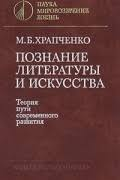 НАУКА
МИРОВОЗЗРЕНИЕ
ЖИЗНЬ
М.Б. ХРАПЧЕНКО
ПОЗНАНИЕ
ЛИТЕРАТУРЫ И
ИСКУССТВА
Теория
пути
современного
развития